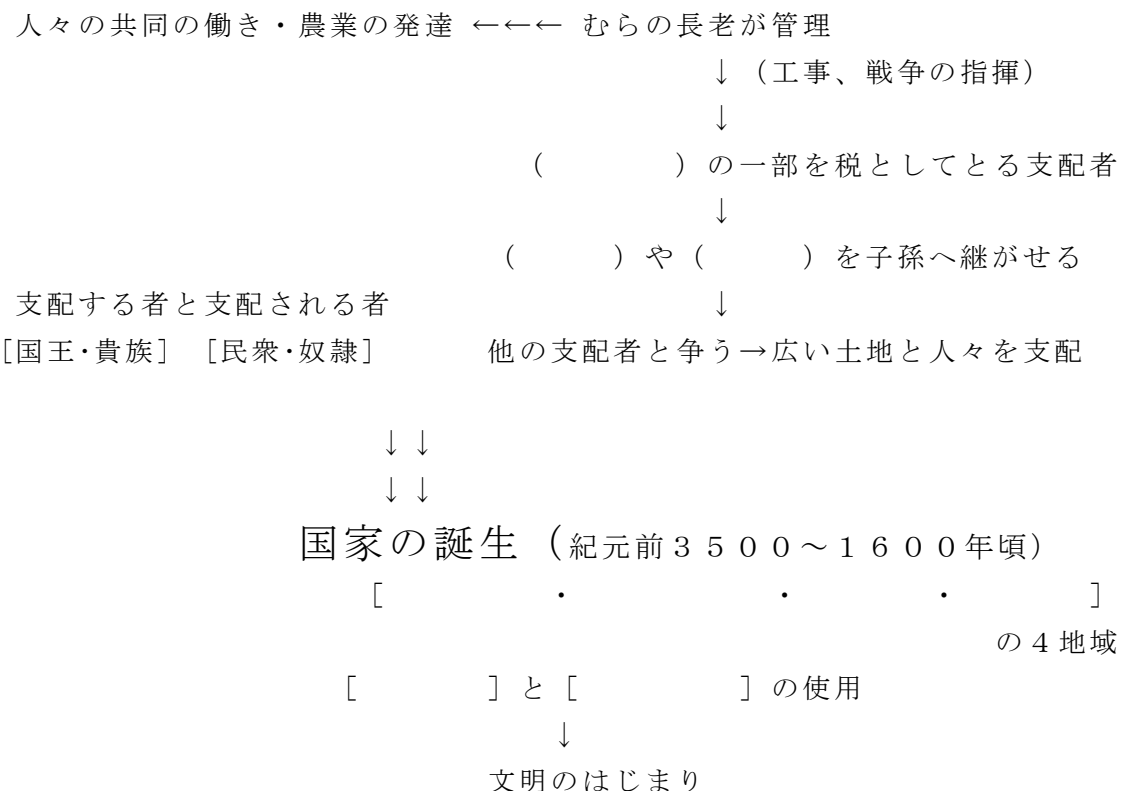 人々の共同の働き・農業の発達 ←←← むらの長老が管理
↓（工事、戦争の指揮）
↓
（　　　　）の一部を税としてとる支配者
↓
（　　　）や（　　　）を子孫へ継がせる
支配する者と支配される者　　　　　　　↓
［国王・貴族］［民衆・奴隷］　　　他の支配者と争う→広い土地と人々を支配
↓↓
↓↓
国家の誕生（紀元前３５００～１６００年頃）
［　　　　・　　　　・　　　・　　　］
の４地域
［　　　］と［　　　　］の使用
↓
文明のはじまり